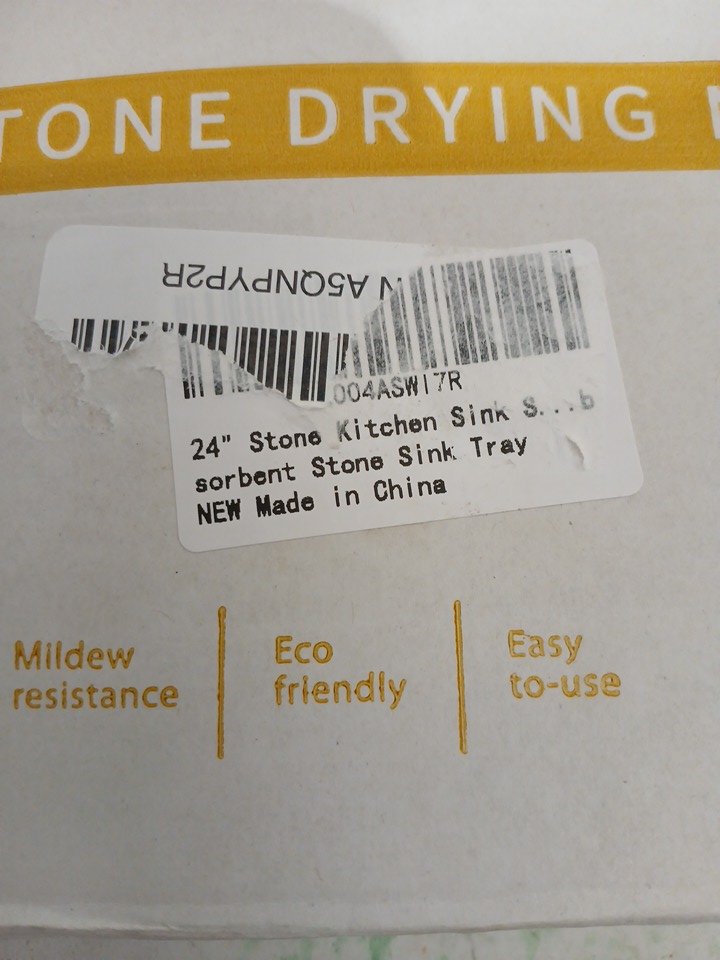 TONE DRYING
N A5QNPYP2R
004ASWI7R
24" Stone Kitchen Sink S...b
sorbent Stone Sink Tray
NEW Made in China
Mildew
resistance
Eco
friendly
Easy
to-use